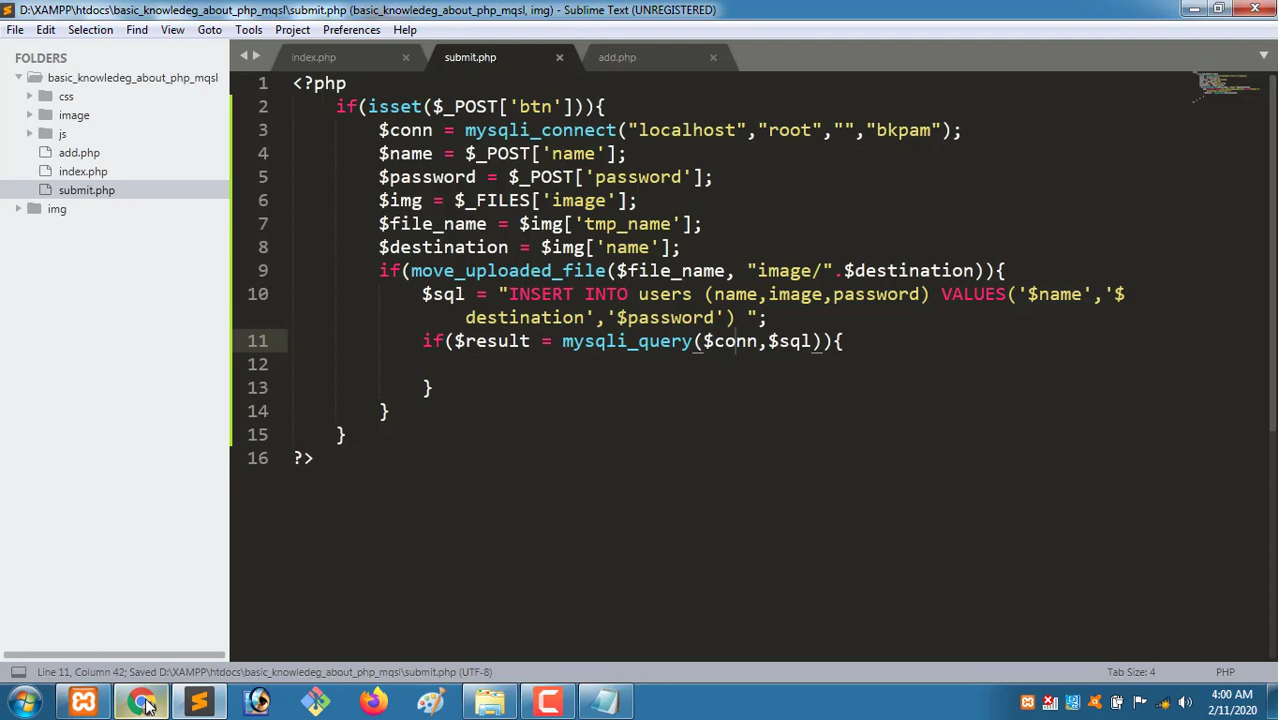 D:\XAMPP\htdocs\basic_knowledeg_about_php_mqsl\submit.php (basic_knowledeg_about_php_mqsl, img) - Sublime Text (UNREGISTERED)
File Edit Selection Find View Goto Tools Project Preferences Help
FOLDERS
basic_knowledeg_about_php_mqsl
css
image
js
add.php
index.php
submit.php
img
index.php × submit.php × add.php ×
1 <?php
2 if(isset($_POST['btn'])){
3 $conn = mysqli_connect("localhost","root","","bkpam");
4 $name = $_POST['name'];
5 $password = $_POST['password'];
6 $img = $_FILES['image'];
7 $file_name = $img['tmp_name'];
8 $destination = $img['name'];
9 if(move_uploaded_file($file_name, "image/".$destination)){
10 $sql = "INSERT INTO users (name,image,password) VALUES('$name','$
destination','$password') ";
11 if($result = mysqli_query($conn,$sql)){
12
13 }
14 }
15 }
16 ?>
Line 11, Column 42; Saved D:\XAMPP\htdocs\basic_knowledeg_about_php_mqsl\submit.php (UTF-8)
Tab Size: 4
PHP
4:00 AM
2/11/2020